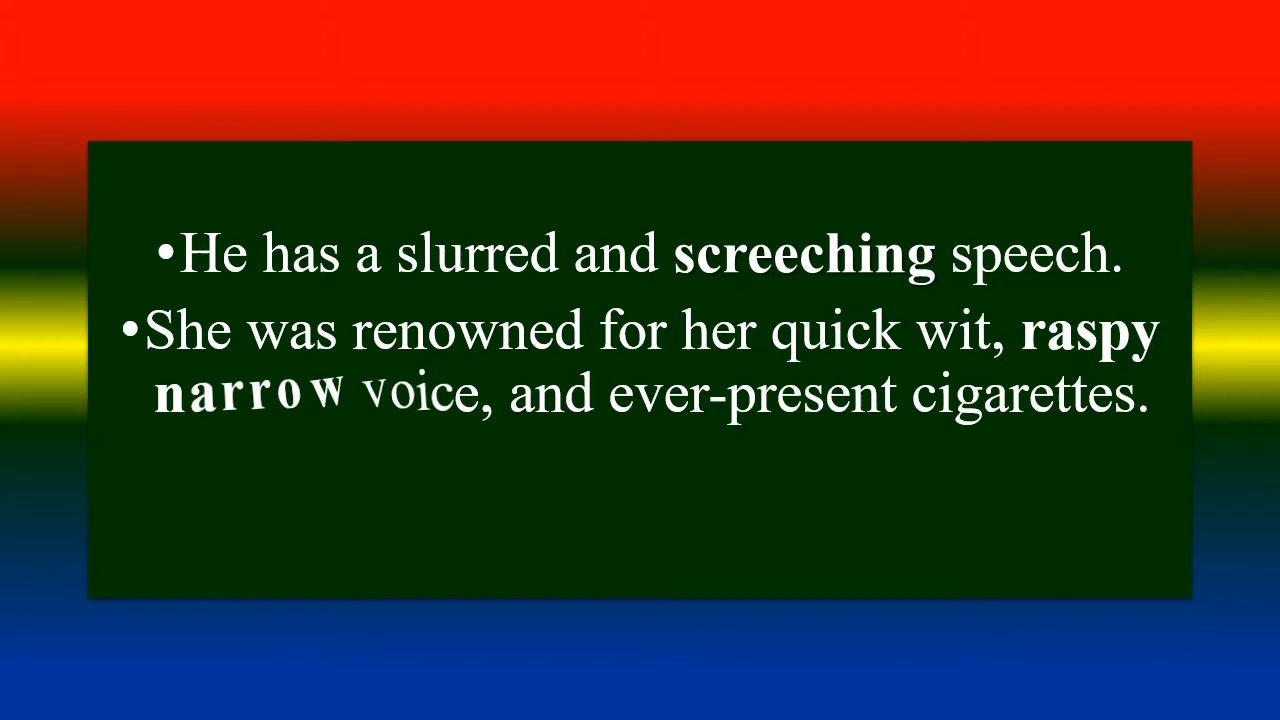 •He has a slurred and screeching speech.
•She was renowned for her quick wit, raspy
narrow voice, and ever-present cigarettes.